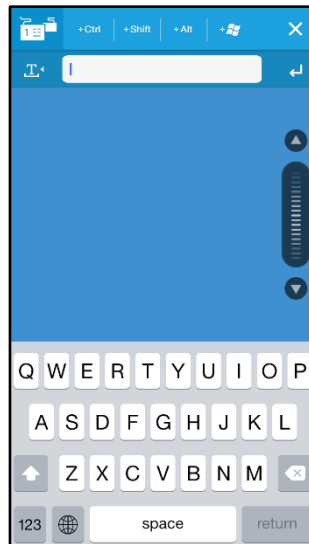 +Ctrl +Shift +Alt +
T
Q W E R T Y U I O P
A S D F G H J K L
Z X C V B N M
123 space return